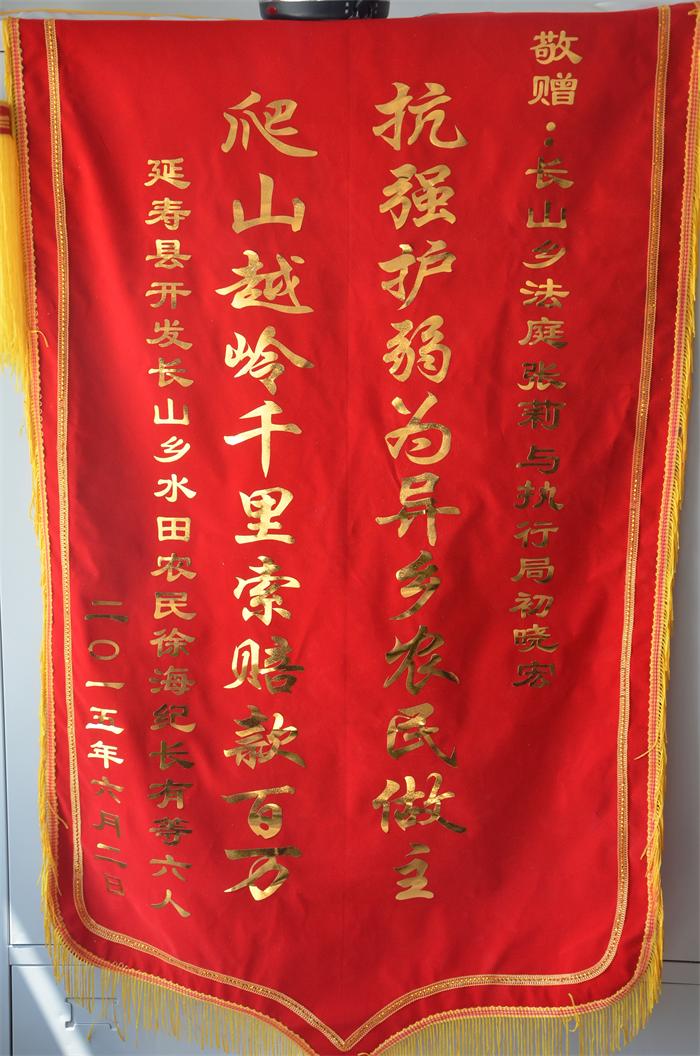 敬赠:长山乡法庭张莉与执行局初晓宏
抗强护弱为异乡农民做主
爬山越岭千里索赔款百万
延寿县开发长山乡水田农民徐海纪长有等六人
二〇一五年六月二日